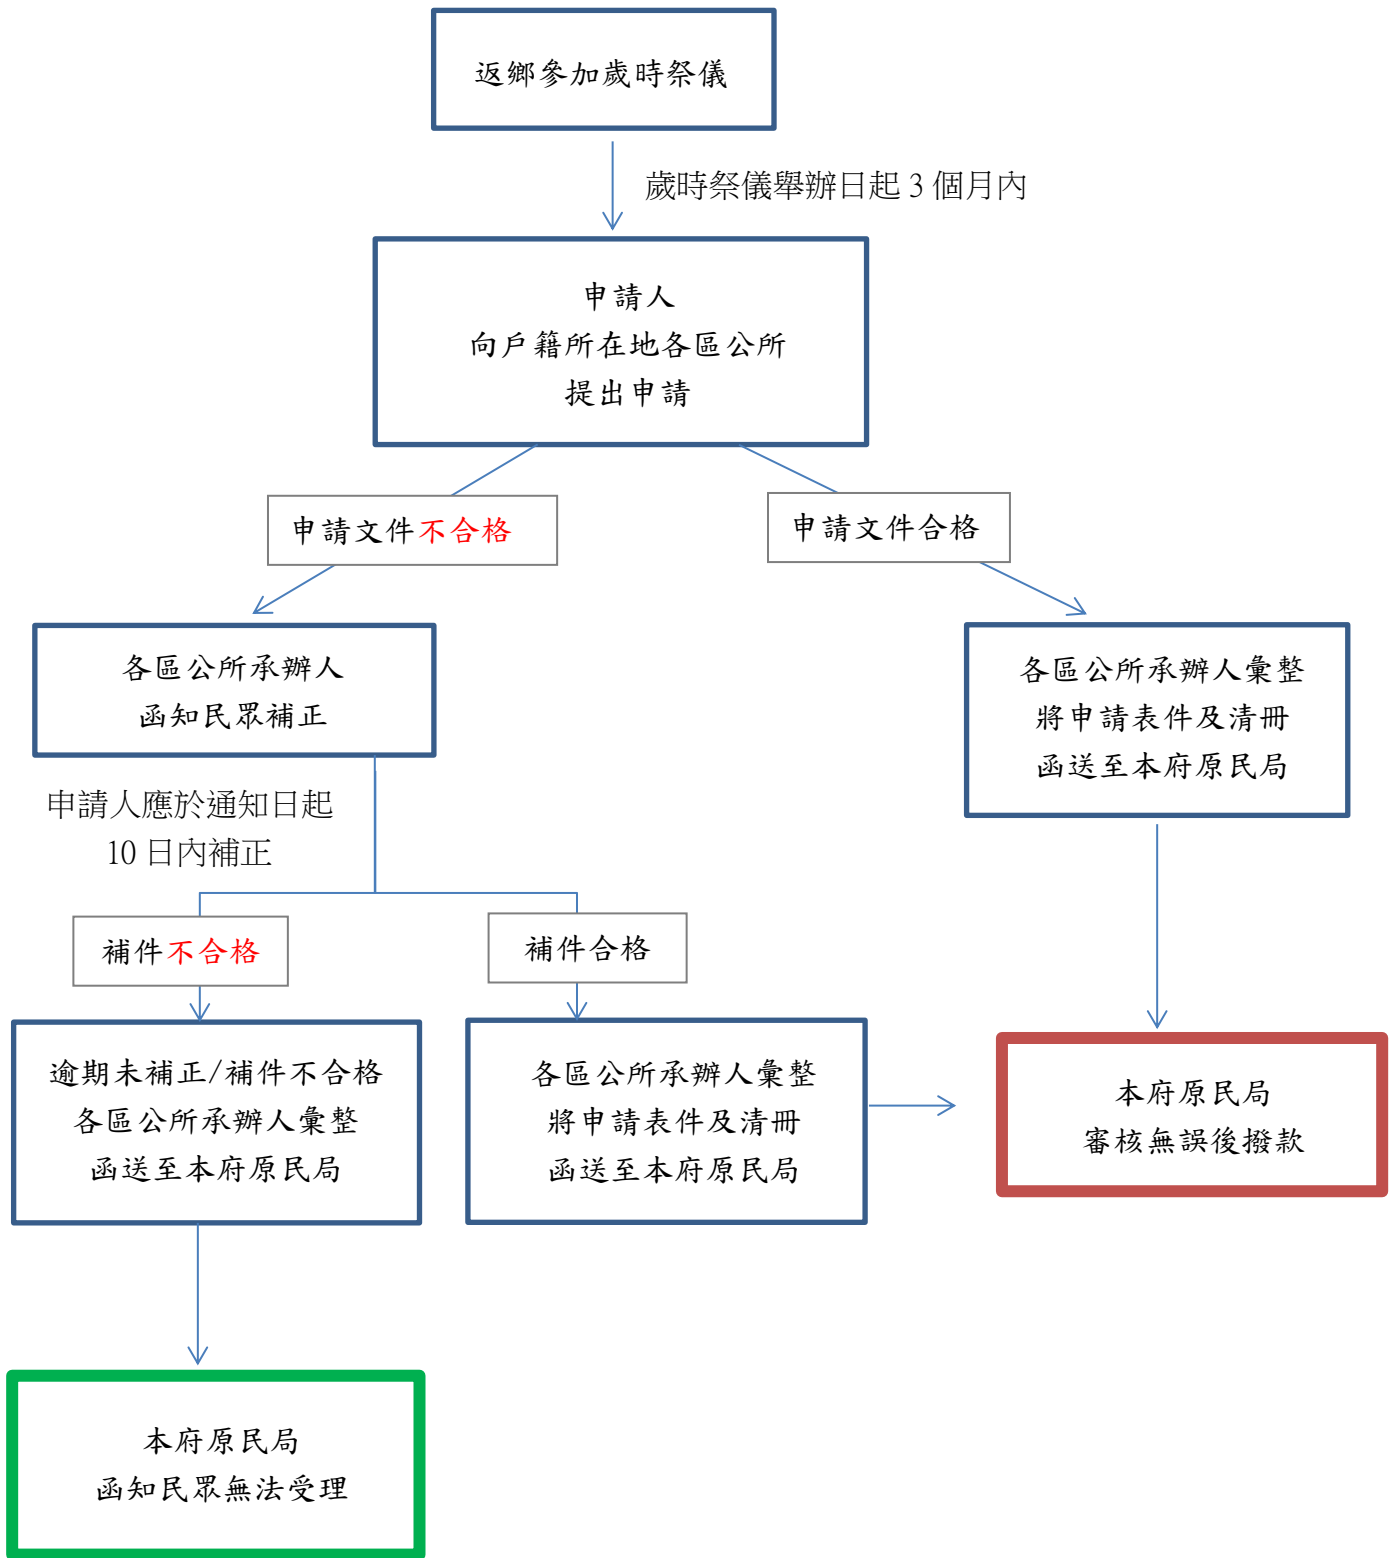 返鄉參加歲時祭儀
歲時祭儀舉辦日起 3 個月內
申請人
向戶籍所在地各區公所
提出申請
申請文件不合格
申請文件合格
各區公所承辦人
函知民眾補正
各區公所承辦人彙整
將申請表件及清冊
函送至本府原民局
申請人應於通知日起
10 日內補正
補件不合格
補件合格
逾期未補正/補件不合格
各區公所承辦人彙整
函送至本府原民局
各區公所承辦人彙整
將申請表件及清冊
函送至本府原民局
本府原民局
審核無誤後撥款
本府原民局
函知民眾無法受理